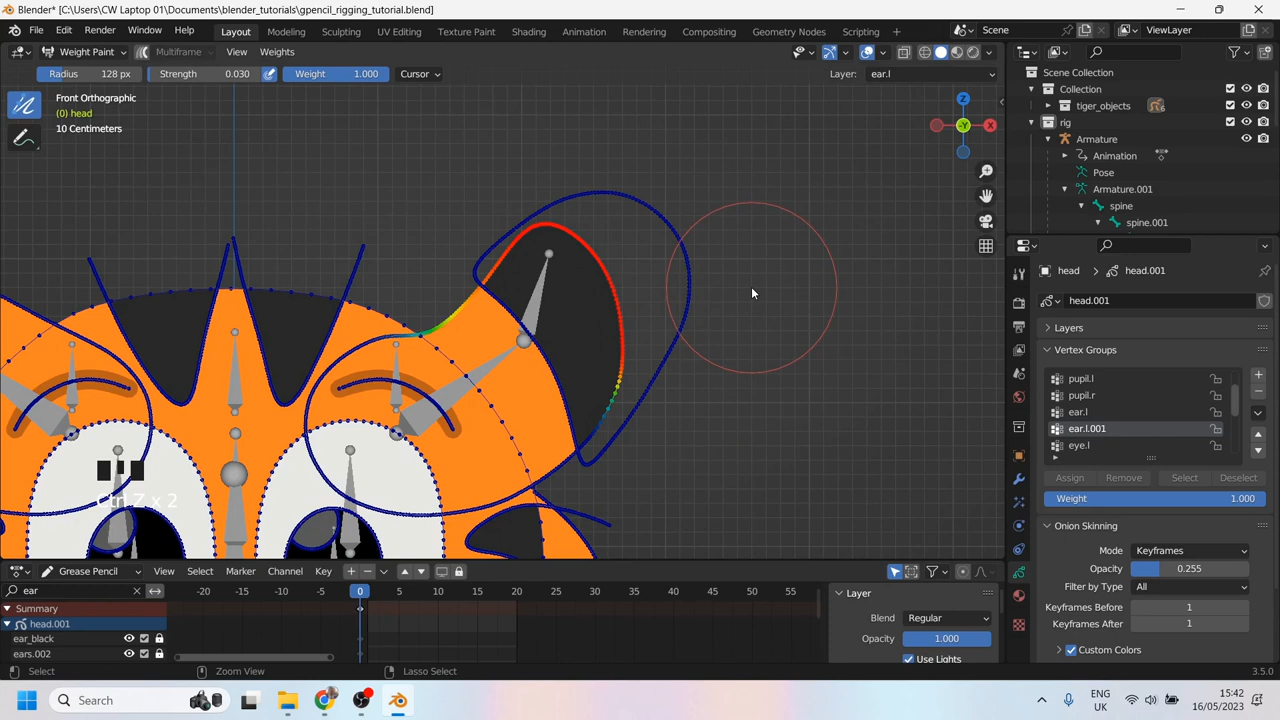 Blender* [C:\Users\CW Laptop 01\Documents\blender_tutorials\gpencil_rigging_tutorial.blend]
File Edit Render Window Help Layout Modeling Sculpting UV Editing Texture Paint Shading Animation Rendering Compositing Geometry Nodes Scripting + Scene ViewLayer
Weight Paint Multiframe View Weights
Radius 128 px Strength 0.030 Weight 1.000 Cursor Layer: ear.l
Front Orthographic
(0) head
10 Centimeters
Z
-Y
X
Ctrl Z x 2
Scene Collection
Collection
tiger_objects 6
rig
Armature
Animation
Pose
Armature.001
spine
spine.001
head head.001
head.001
Layers
Vertex Groups
pupil.l
pupil.r
ear.l
ear.l.001
eye.l
Assign Remove Select Deselect
Weight 1.000
Onion Skinning
Mode Keyframes
Opacity 0.255
Filter by Type All
Keyframes Before 1
Keyframes After 1
Custom Colors
Grease Pencil View Select Marker Channel Key
ear -20 -15 -10 -5 0 5 10 15 20 25 30 35 40 45 50 55
Summary
head.001
ear_black
ears.002
Layer
Blend Regular
Opacity 1.000
Use Lights
Select Zoom View Lasso Select 3.5.0
Search ENG UK 15:42 16/05/2023